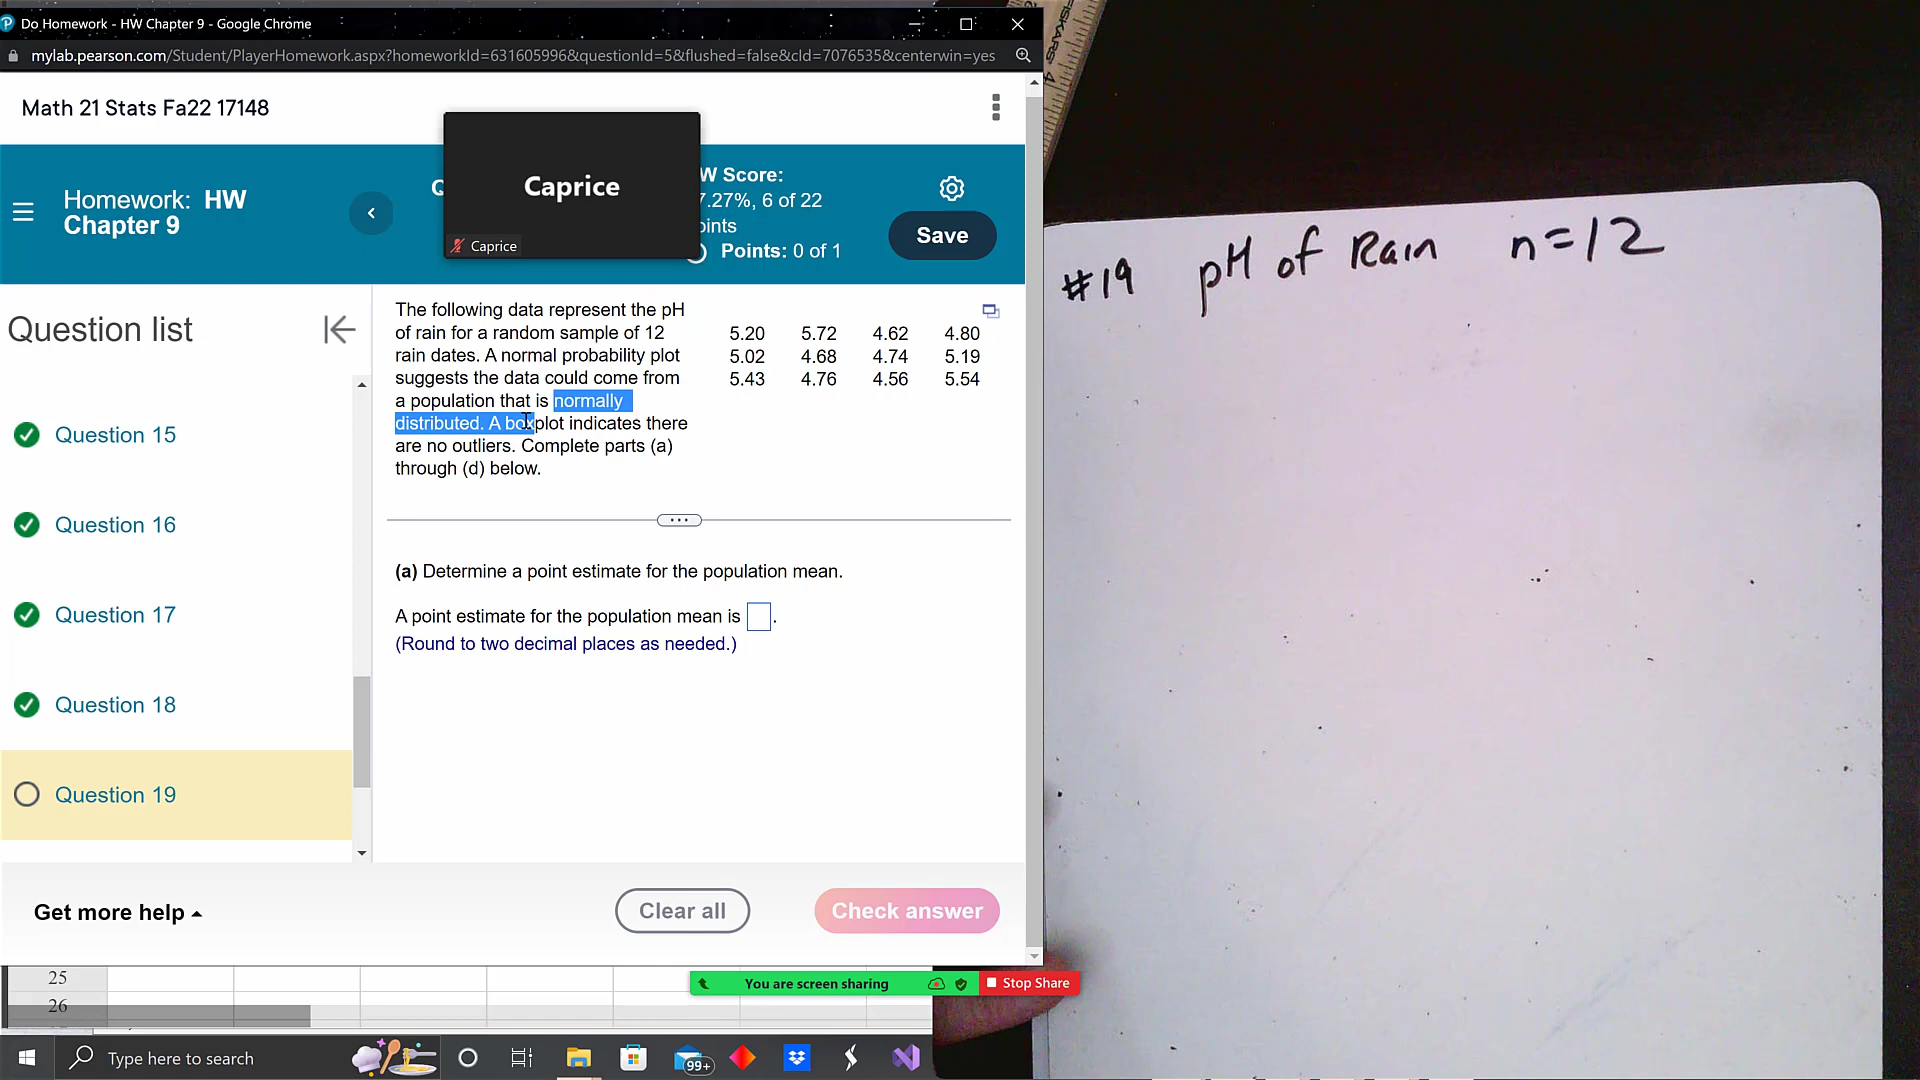 Do Homework - HW Chapter 9 - Google Chrome
mylab.pearson.com/Student/PlayerHomework.aspx?homeworkId=631605996&questionId=5&flushed=false&cId=7076535&centerwin=yes
Math 21 Stats Fa22 17148
Homework: HW
Chapter 9
Q
Caprice
Caprice
W Score:
7.27%, 6 of 22
oints
Points: 0 of 1
Save
Question list
Question 15
Question 16
Question 17
Question 18
Question 19
The following data represent the pH
of rain for a random sample of 12
rain dates. A normal probability plot
suggests the data could come from
a population that is normally
distributed. A boxplot indicates there
are no outliers. Complete parts (a)
through (d) below.
5.20 5.72 4.62 4.80
5.02 4.68 4.74 5.19
5.43 4.76 4.56 5.54
(a) Determine a point estimate for the population mean.
A point estimate for the population mean is .
(Round to two decimal places as needed.)
Get more help
Clear all
Check answer
25
26
You are screen sharing
Stop Share
Type here to search
99+
#19 pH of Rain n=12
FISKARS 4